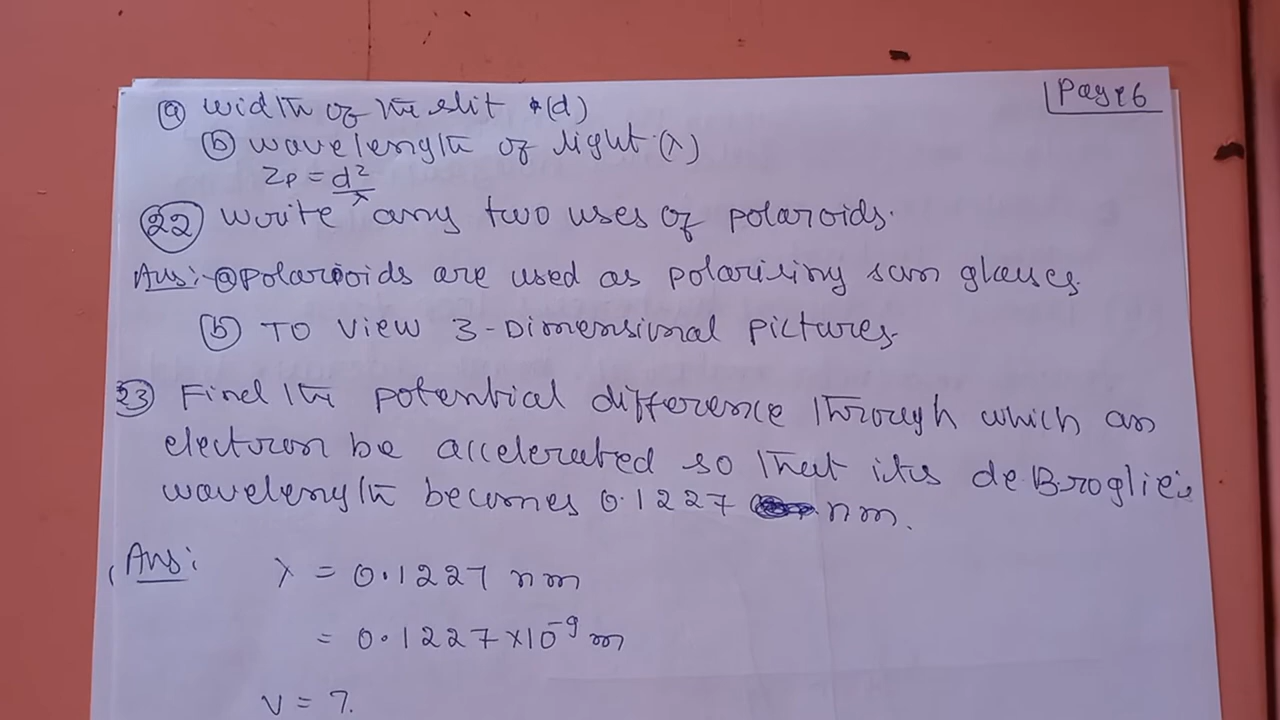 Page 6
(a) width of the slit (d)
(b) wavelength of light (λ)
Zp = d²/λ
(22) Write any two uses of polaroids.
Ans:- (a) polaroids are used as polarising sun glasses.
(b) TO View 3-Dimensional pictures.
(23) Find the potential difference through which an
electron be accelerated so that its de Broglie's
wavelength becomes 0.1227 nm.
Ans:
λ = 0.1227 nm
= 0.1227 × 10⁻⁹ m
V = ?